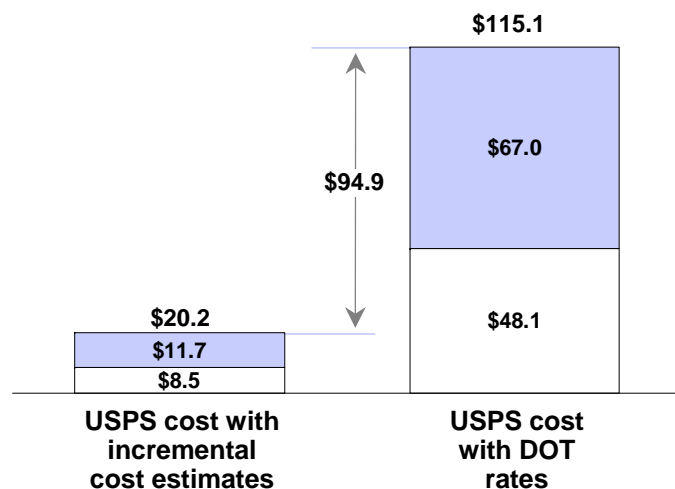 $115.1
$67.0
$94.9
$48.1
$20.2
$11.7
$8.5
USPS cost with
incremental
cost estimates
USPS cost
with DOT
rates